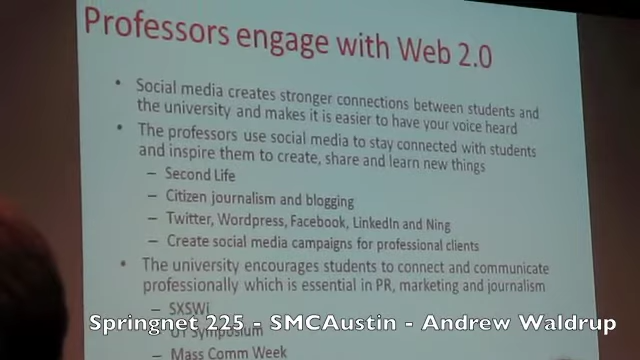 Professors engage with Web 2.0
• Social media creates stronger connections between students and
the university and makes it is easier to have your voice heard
• The professors use social media to stay connected with students
and inspire them to create, share and learn new things
– Second Life
– Citizen journalism and blogging
– Twitter, Wordpress, Facebook, LinkedIn and Ning
– Create social media campaigns for professional clients
• The university encourages students to connect and communicate
professionally which is essential in PR, marketing and journalism
– SXSWi
Springnet 225 - SMCAustin - Andrew Waldrup
– UT Symposium
– Mass Comm Week